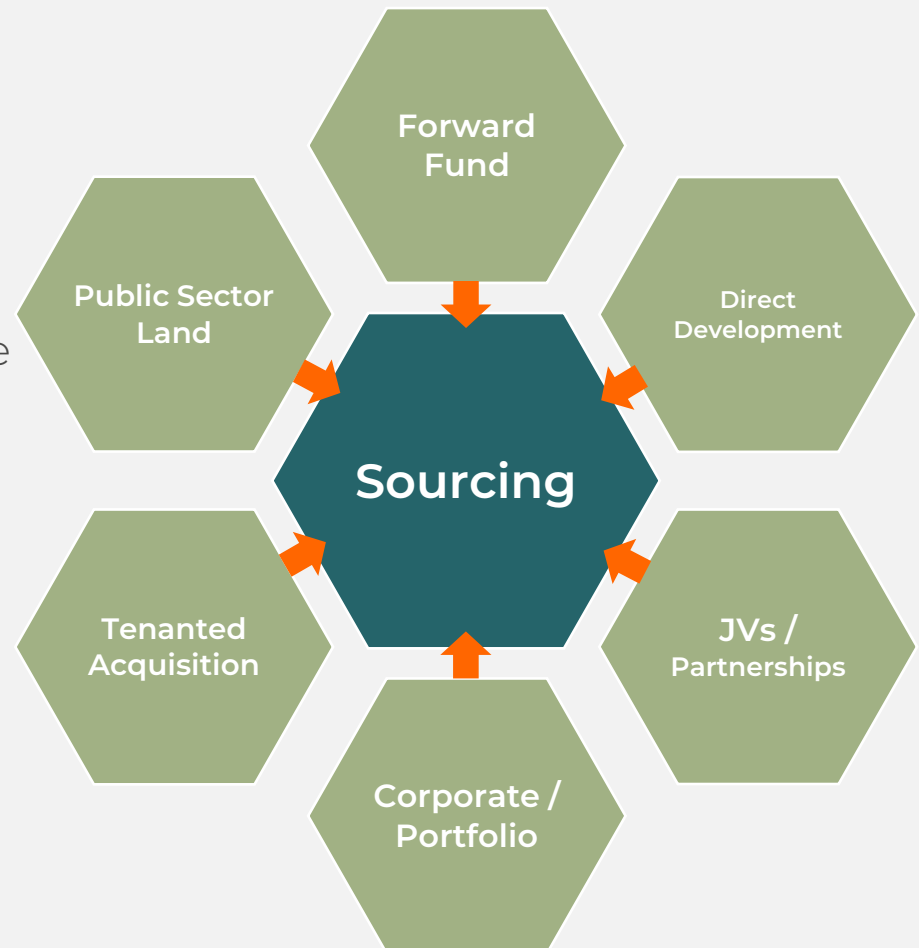 Forward
Fund
Public Sector
Land
Direct
Development
e
Sourcing
Tenanted
Acquisition
JVs /
Partnerships
Corporate /
Portfolio